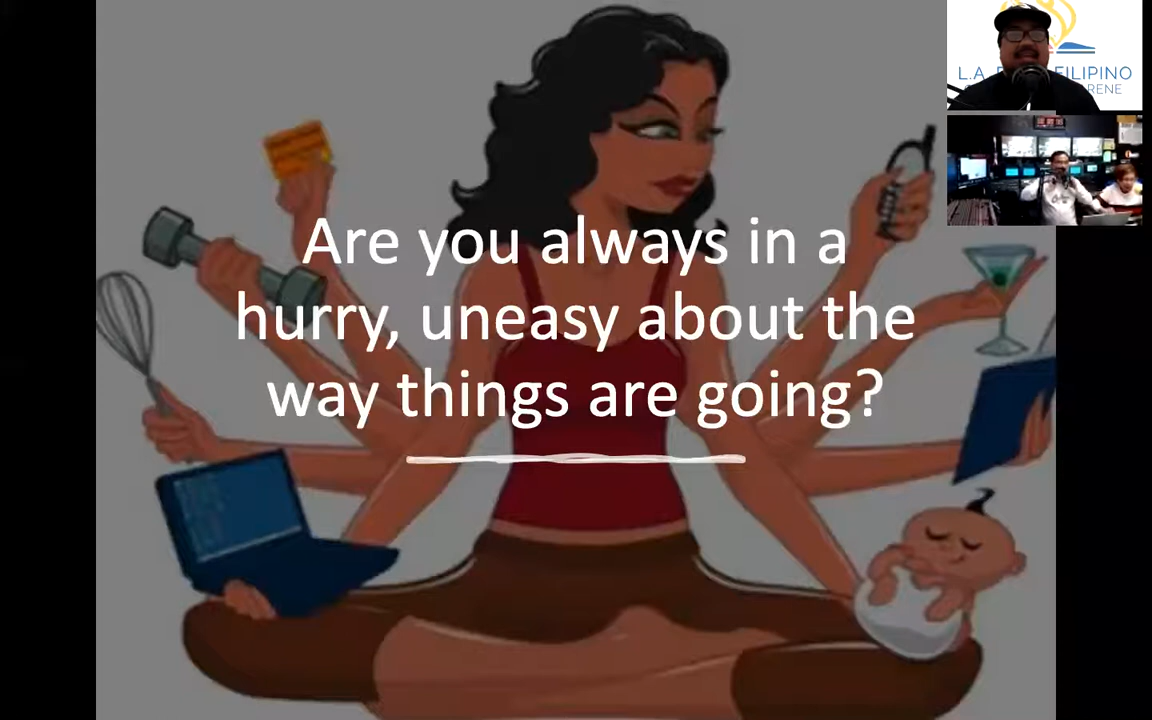 Are you always in a
hurry, uneasy about the
way things are going?
L.A. FILIPINO